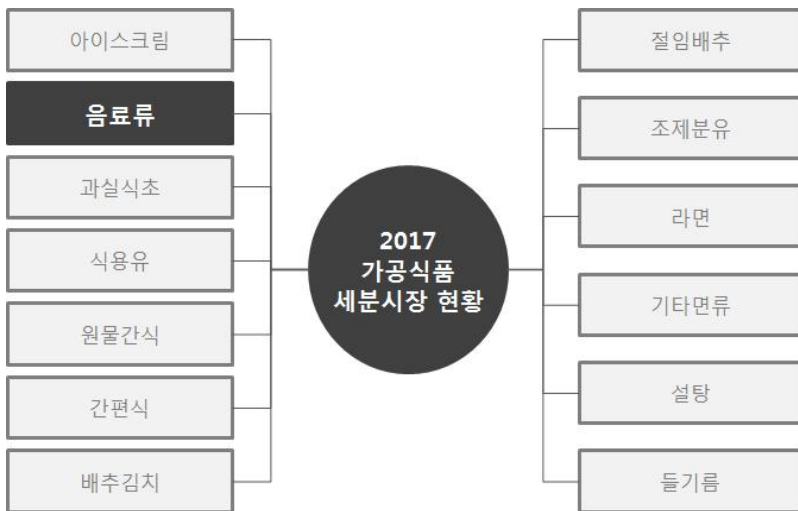 아이스크림
음료류
과실식초
식용유
원물간식
간편식
배추김치
2017
가공식품
세분시장 현황
절임배추
조제분유
라면
기타면류
설탕
들기름